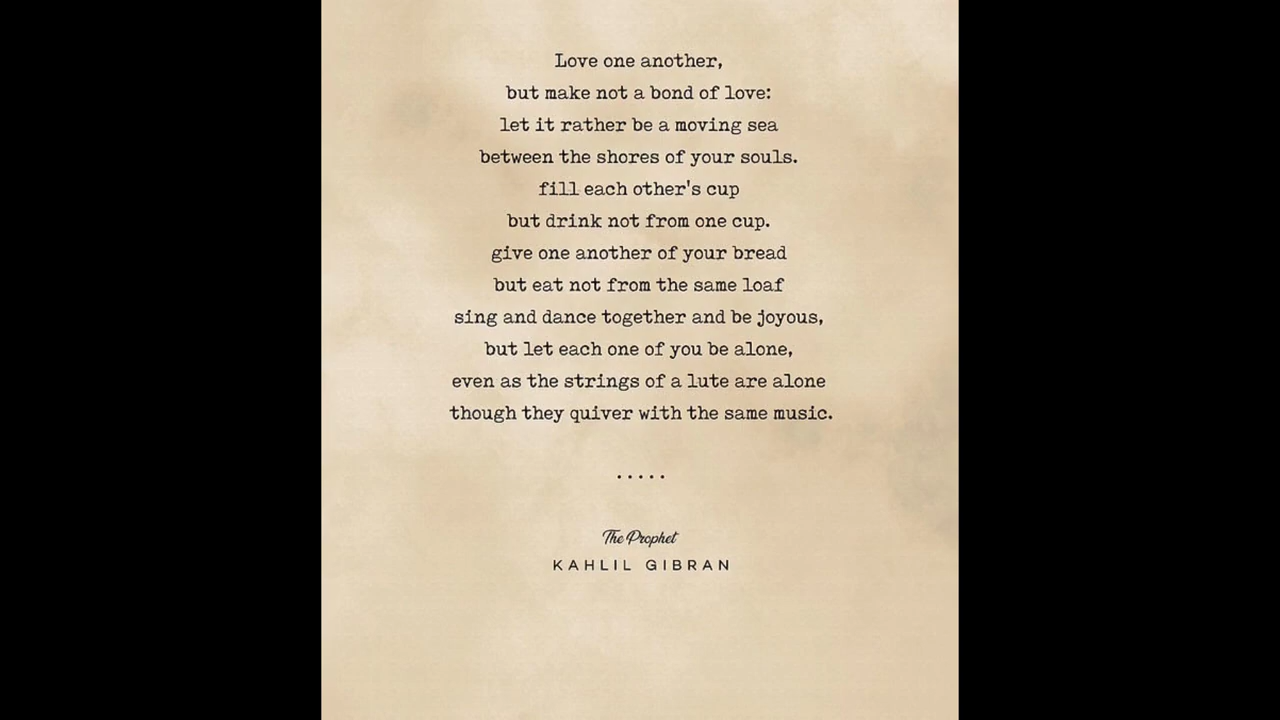 Love one another,
but make not a bond of love:
let it rather be a moving sea
between the shores of your souls.
fill each other's cup
but drink not from one cup.
give one another of your bread
but eat not from the same loaf
sing and dance together and be joyous,
but let each one of you be alone,
even as the strings of a lute are alone
though they quiver with the same music.
.....
The Prophet
KAHLIL GIBRAN